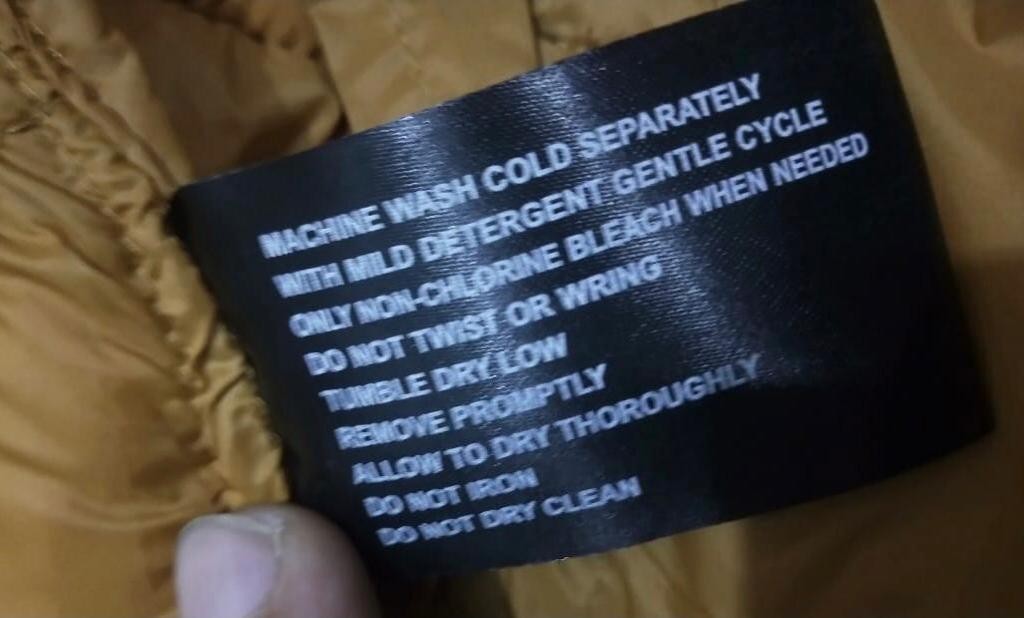 MACHINE WASH COLD SEPARATELY
WITH MILD DETERGENT GENTLE CYCLE
ONLY NON-CHLORINE BLEACH WHEN NEEDED
DO NOT TWIST OR WRING
TUMBLE DRY LOW
REMOVE PROMPTLY
ALLOW TO DRY THOROUGHLY
DO NOT IRON
DO NOT DRY CLEAN